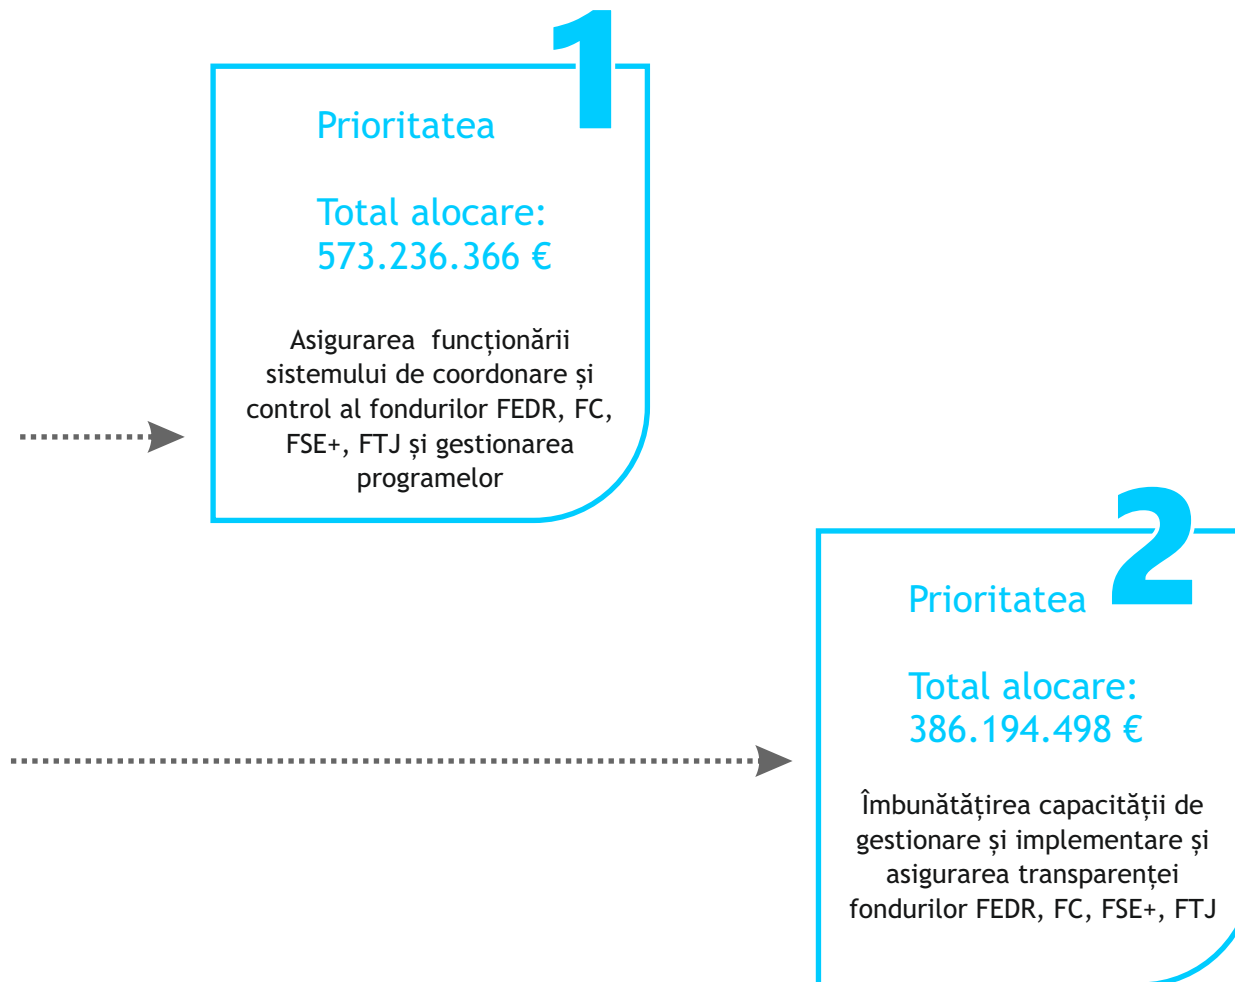 1
Prioritatea
Total alocare:
573.236.366 €
Asigurarea funcționării
sistemului de coordonare și
control al fondurilor FEDR, FC,
FSE+, FTJ și gestionarea
programelor
2
Prioritatea
Total alocare:
386.194.498 €
Îmbunătățirea capacității de
gestionare și implementare și
asigurarea transparenței
fondurilor FEDR, FC, FSE+, FTJ